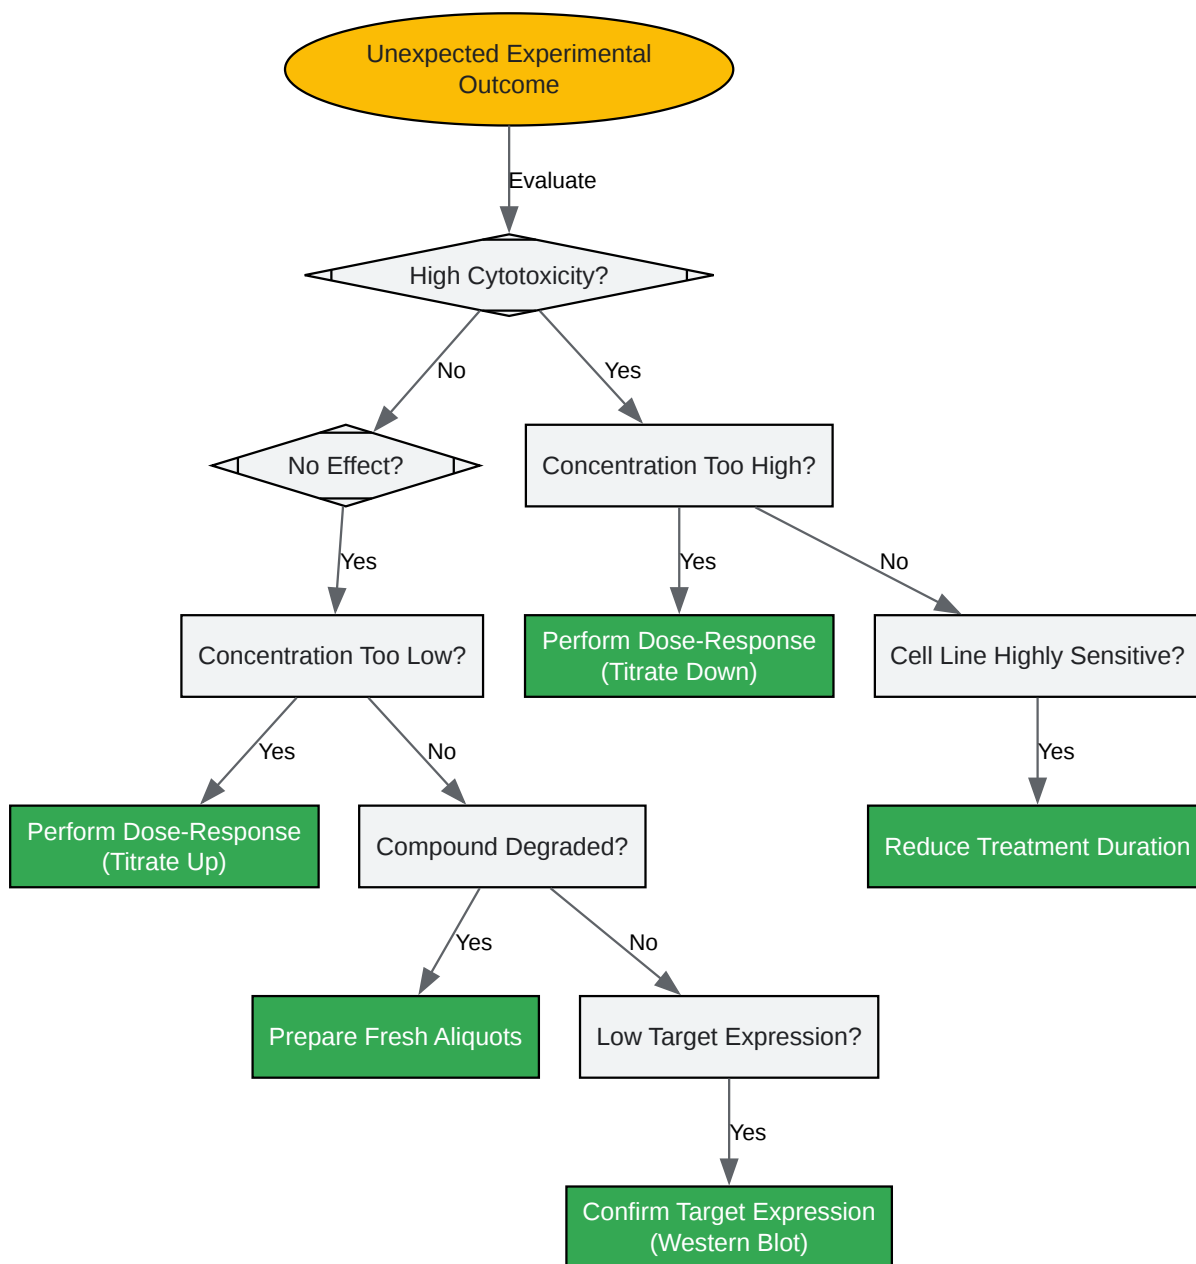 Unexpected Experimental
Outcome
Evaluate
High Cytotoxicity?
No
Yes
No Effect?
Concentration Too High?
Yes
Yes
No
Concentration Too Low?
Perform Dose-Response
(Titrate Down)
Cell Line Highly Sensitive?
Yes
No
Yes
Perform Dose-Response
(Titrate Up)
Compound Degraded?
Reduce Treatment Duration
Yes
No
Prepare Fresh Aliquots
Low Target Expression?
Yes
Confirm Target Expression
(Western Blot)